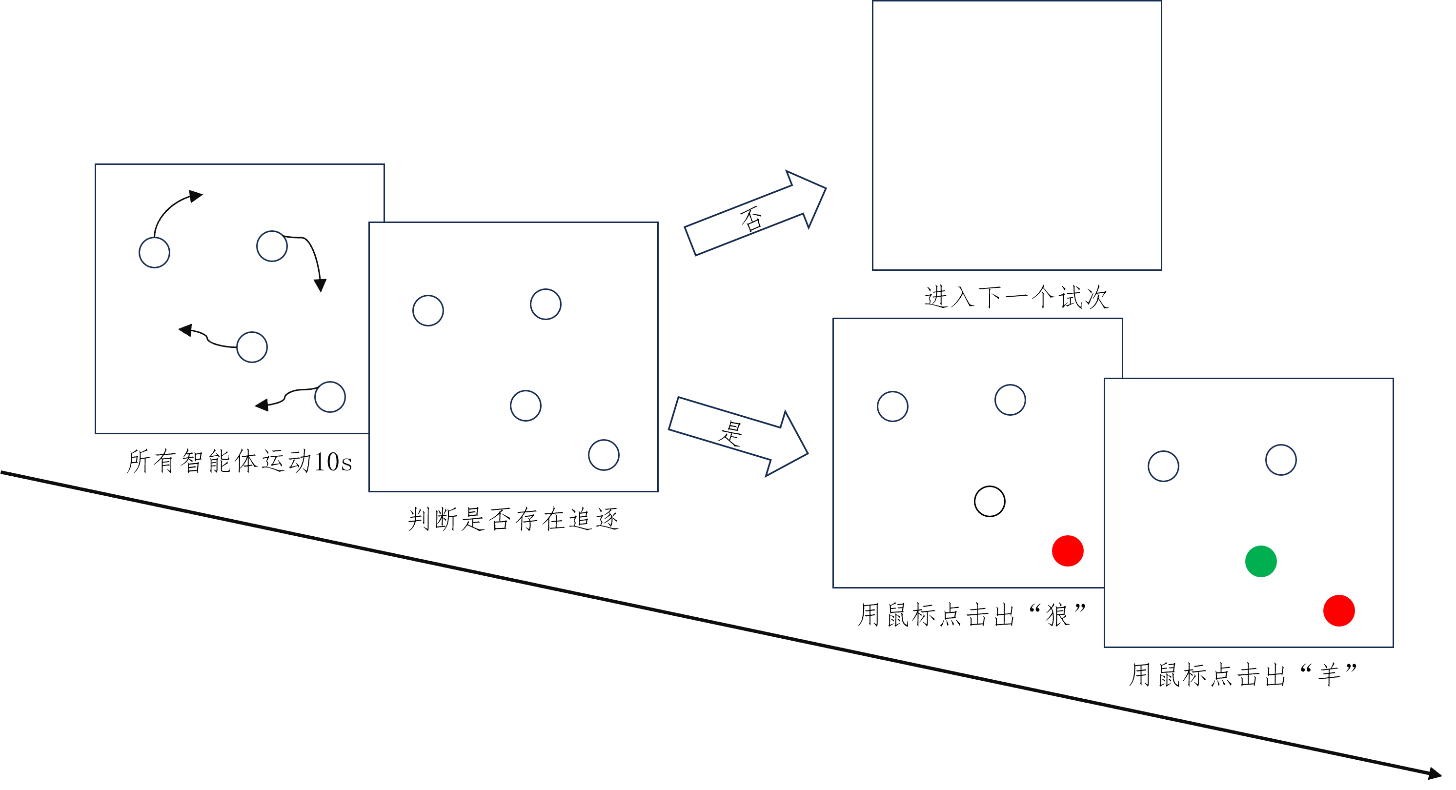 所有智能体运动10s
判断是否存在追逐
否
进入下一个试次
是
用鼠标点击出“狼”
用鼠标点击出“羊”